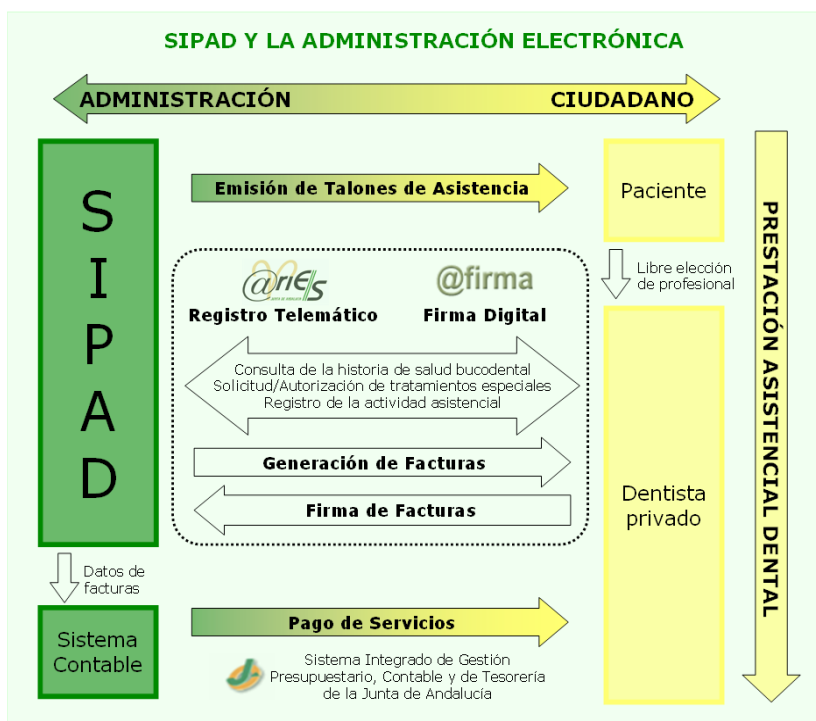 SIPAD Y LA ADMINISTRACIÓN ELECTRÓNICA
ADMINISTRACIÓN
CIUDADANO
SIPAD
Emisión de Talones de Asistencia
Paciente
Libre elección
de profesional
@ries
@firma
Registro Telemático
Firma Digital
Consulta de la historia de salud bucodental
Solicitud/Autorización de tratamientos especiales
Registro de la actividad asistencial
Generación de Facturas
Firma de Facturas
Dentista
privado
PRESTACIÓN ASISTENCIAL DENTAL
Datos de
facturas
Sistema
Contable
Pago de Servicios
Sistema Integrado de Gestión
Presupuestario, Contable y de Tesorería
de la Junta de Andalucía